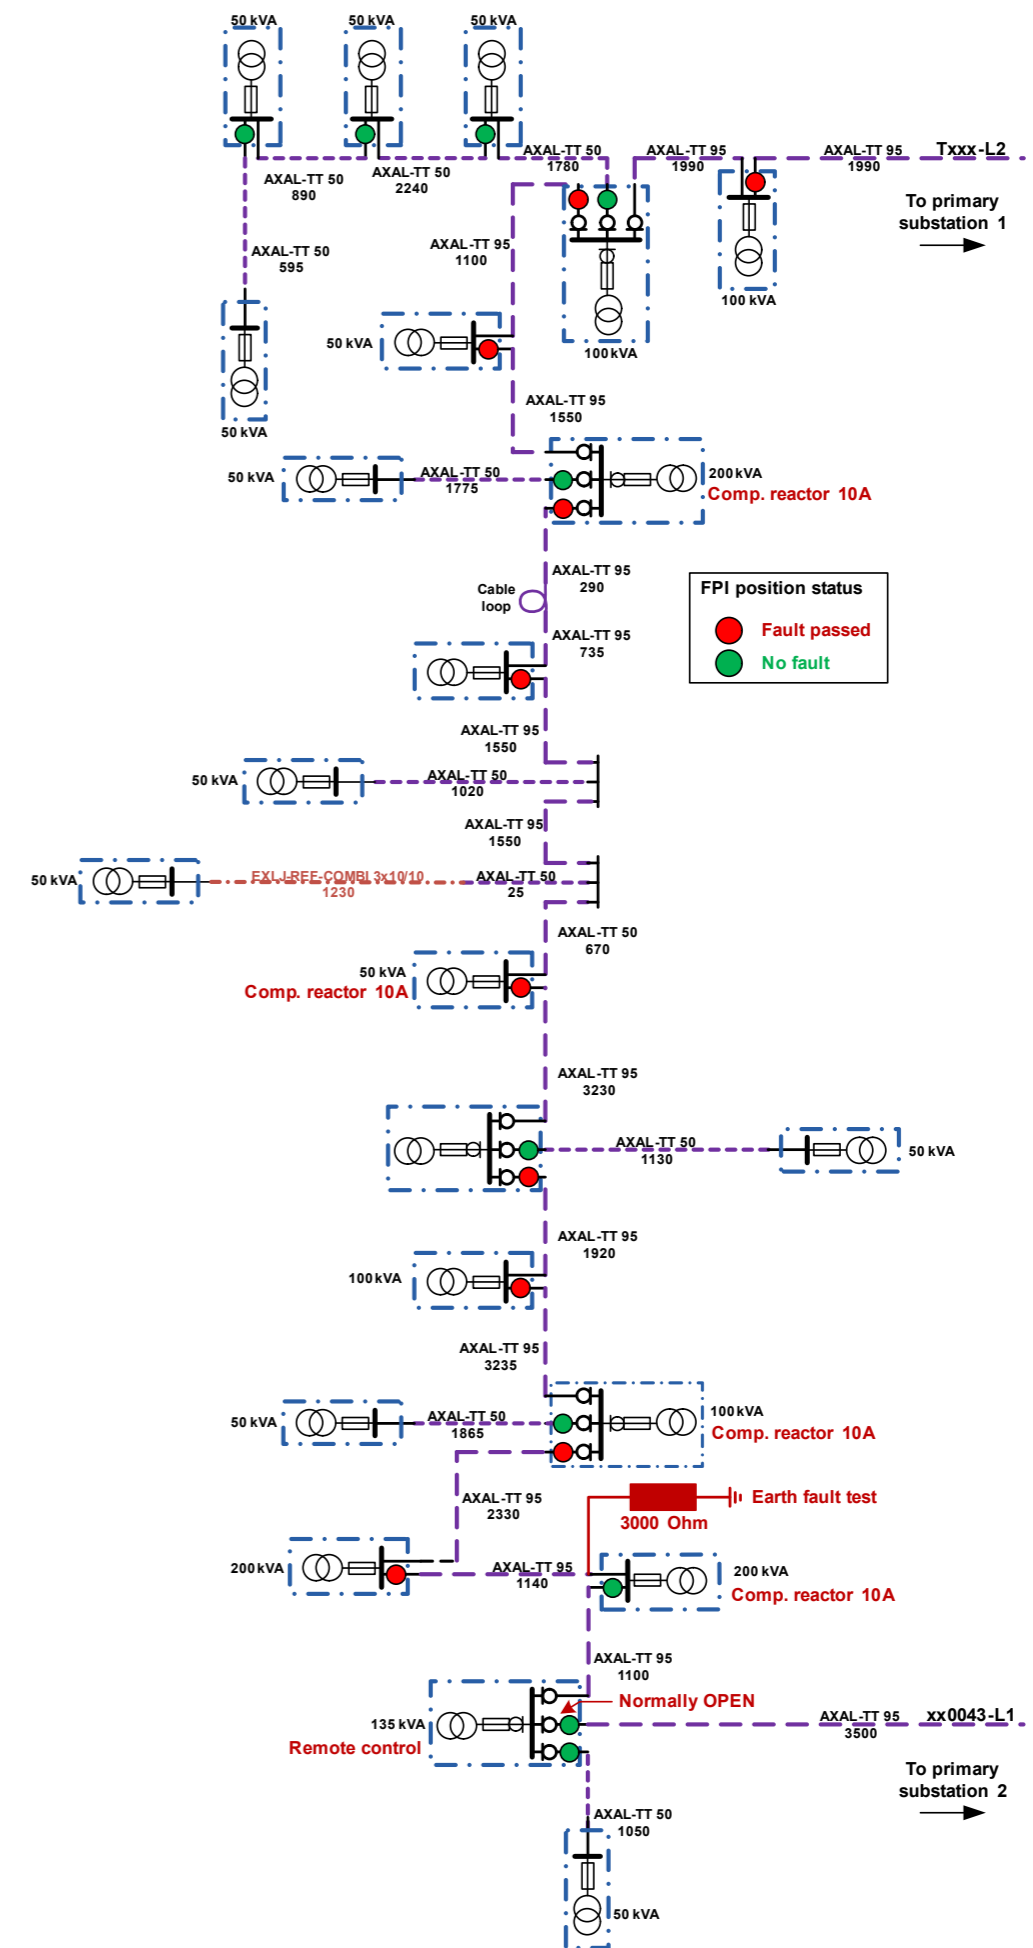 50 kVA
50 kVA
50 kVA
AXAL-TT 50
890
AXAL-TT 50
2240
AXAL-TT 50
1780
AXAL-TT 95
1990
AXAL-TT 95
1990
Txxx-L2
To primary
substation 1
AXAL-TT 50
595
AXAL-TT 95
1100
50 kVA
100 kVA
100 kVA
50 kVA
AXAL-TT 95
1550
50 kVA
AXAL-TT 50
1775
200 kVA
Comp. reactor 10A
AXAL-TT 95
290
Cable
loop
FPI position status
Fault passed
No fault
AXAL-TT 95
735
AXAL-TT 95
1550
50 kVA
AXAL-TT 50
1020
AXAL-TT 95
1550
50 kVA
EXLJ-REF-COMBI 3x10/10
1230
AXAL-TT 50
25
AXAL-TT 50
670
50 kVA
Comp. reactor 10A
AXAL-TT 95
3230
AXAL-TT 50
1130
50 kVA
AXAL-TT 95
1920
100 kVA
AXAL-TT 95
3235
50 kVA
AXAL-TT 50
1865
100 kVA
Comp. reactor 10A
AXAL-TT 95
2330
Earth fault test
3000 Ohm
200 kVA
AXAL-TT 95
1140
200 kVA
Comp. reactor 10A
AXAL-TT 95
1100
Normally OPEN
135 kVA
Remote control
AXAL-TT 95
3500
xx0043-L1
To primary
substation 2
AXAL-TT 50
1050
50 kVA